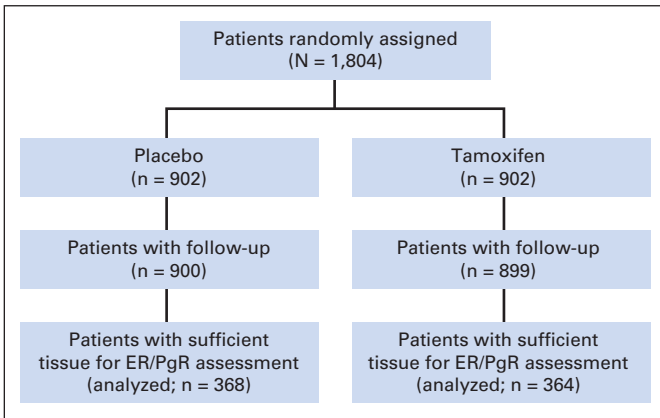 Patients randomly assigned
(N = 1,804)
Placebo
(n = 902)
Tamoxifen
(n = 902)
Patients with follow-up
(n = 900)
Patients with follow-up
(n = 899)
Patients with sufficient
tissue for ER/PgR assessment
(analyzed; n = 368)
Patients with sufficient
tissue for ER/PgR assessment
(analyzed; n = 364)